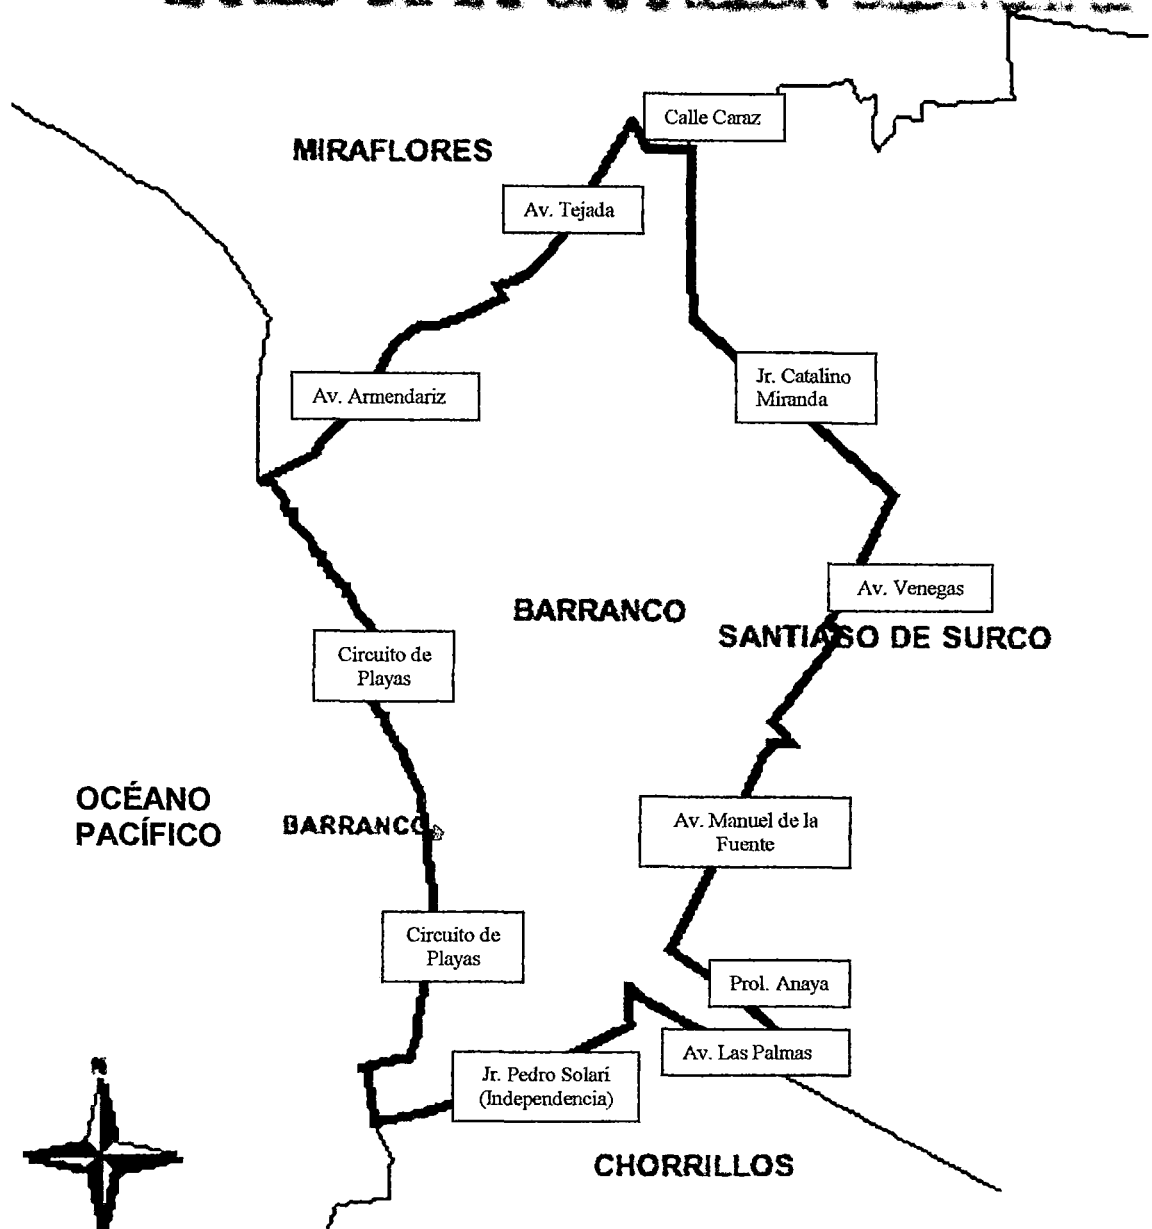 Calle Caraz
MIRAFLORES
Av. Tejada
Jr. Catalino
Miranda
Av. Armendariz
Av. Venegas
BARRANCO
SANTIASO DE SURCO
Circuito de
Playas
OCÉANO
PACÍFICO
BARRANCO
Av. Manuel de la
Fuente
Circuito de
Playas
Prol. Anaya
Av. Las Palmas
Jr. Pedro Solari
(Independencia)
N
CHORRILLOS